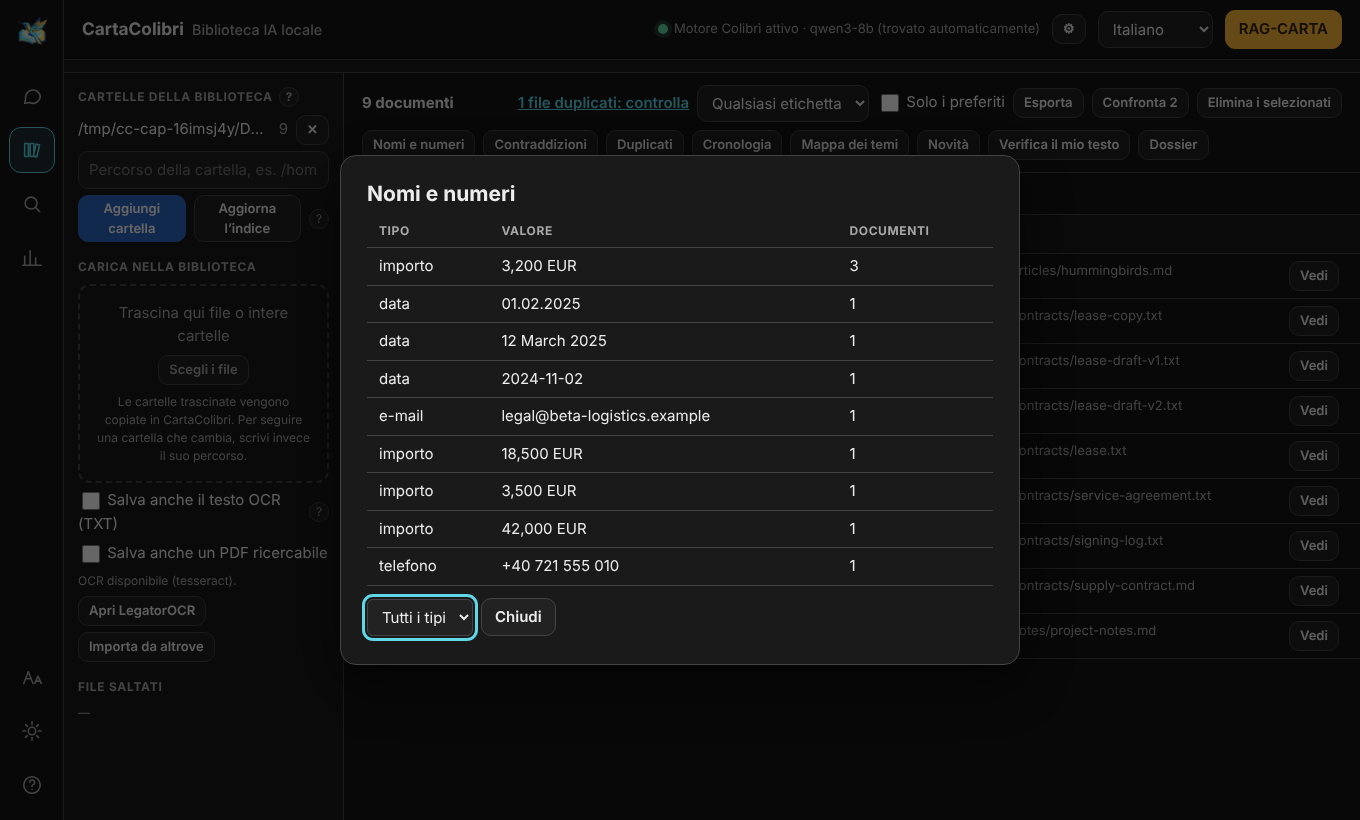 CartaColibri Biblioteca IA locale
Motore Colibrì attivo · qwen3-8b (trovato automaticamente)
Italiano
RAG-CARTA
CARTELLE DELLA BIBLIOTECA ?
/tmp/cc-cap-16imsj4y/D... 9 ✕
Percorso della cartella, es. /hom
Aggiungi cartella
Aggiorna l'indice
?
CARICA NELLA BIBLIOTECA
Trascina qui file o intere
cartelle
Scegli i file
Le cartelle trascinate vengono
copiate in CartaColibri. Per seguire
una cartella che cambia, scrivi invece
il suo percorso.
Salva anche il testo OCR
(TXT)
?
Salva anche un PDF ricercabile
OCR disponibile (tesseract).
Apri LegatorOCR
Importa da altrove
FILE SALTATI
—
9 documenti
1 file duplicati: controlla
Qualsiasi etichetta
Solo i preferiti
Esporta
Confronta 2
Elimina i selezionati
Nomi e numeri
Contraddizioni
Duplicati
Cronologia
Mappa dei temi
Novità
Verifica il mio testo
Dossier
Nomi e numeri
TIPO VALORE DOCUMENTI
importo 3,200 EUR 3
data 01.02.2025 1
data 12 March 2025 1
data 2024-11-02 1
e-mail legal@beta-logistics.example 1
importo 18,500 EUR 1
importo 3,500 EUR 1
importo 42,000 EUR 1
telefono +40 721 555 010 1
Tutti i tipi
Chiudi
rticles/hummingbirds.md Vedi
ontracts/lease-copy.txt Vedi
ontracts/lease-draft-v1.txt Vedi
ontracts/lease-draft-v2.txt Vedi
ontracts/lease.txt Vedi
ontracts/service-agreement.txt Vedi
ontracts/signing-log.txt Vedi
ontracts/supply-contract.md Vedi
otes/project-notes.md Vedi
AA
?